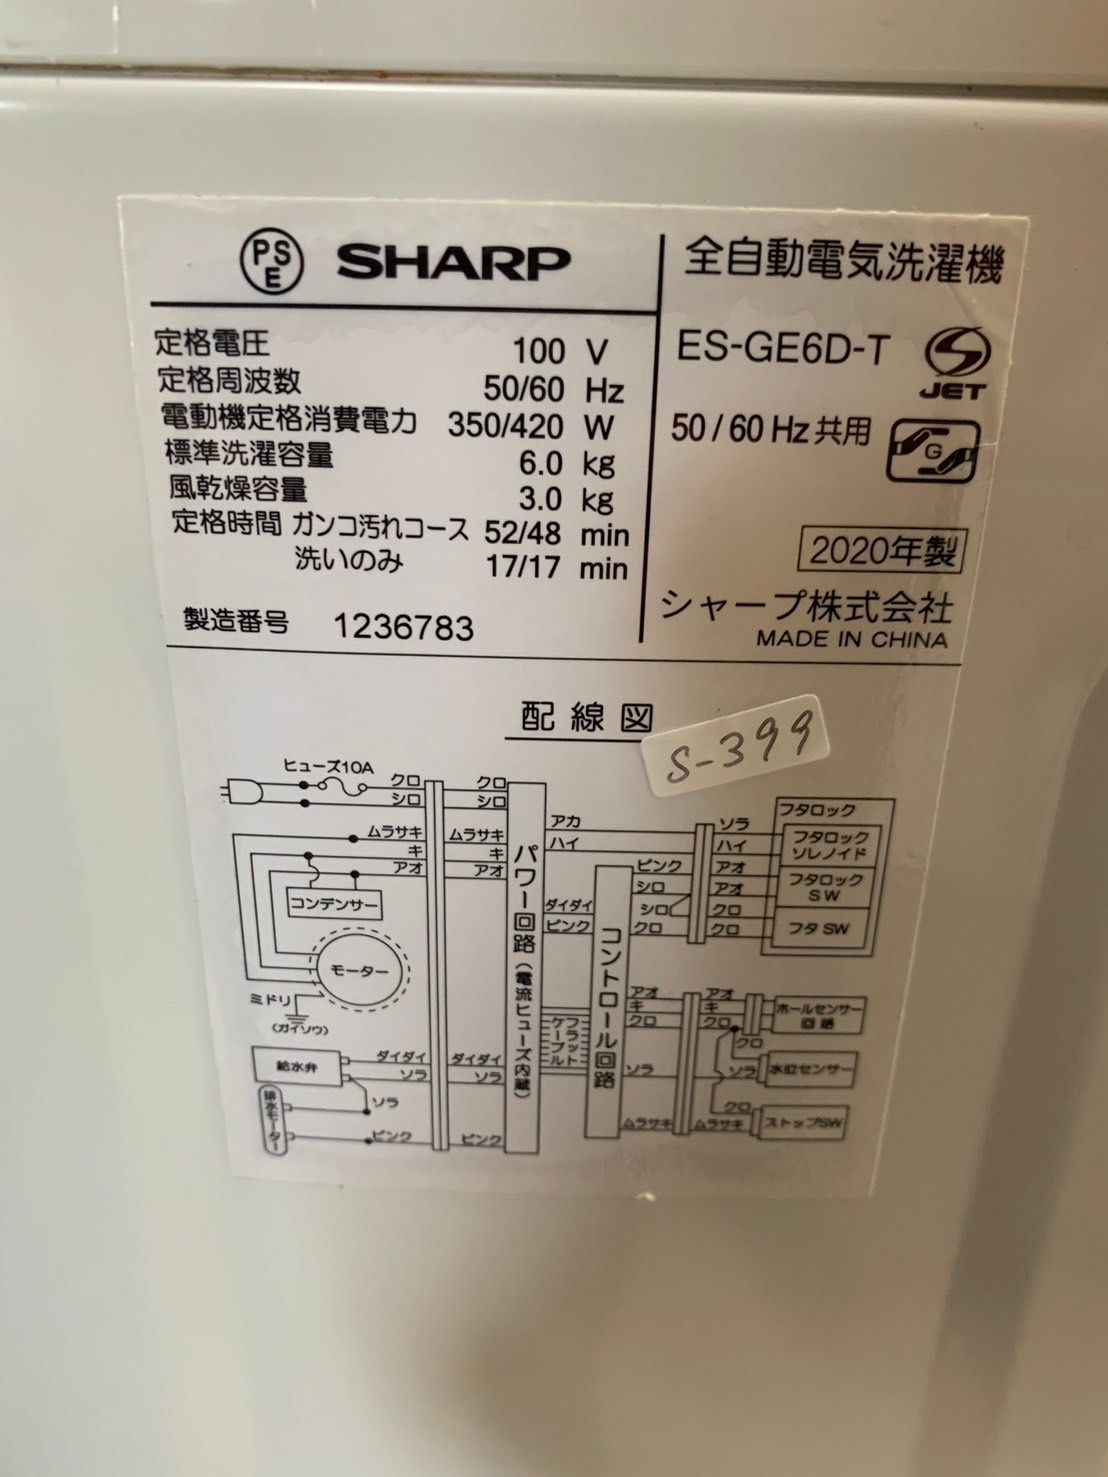 PSE SHARP
定格電圧 100 V
定格周波数 50/60 Hz
電動機定格消費電力 350/420 W
標準洗濯容量 6.0 kg
風乾燥容量 3.0 kg
定格時間 ガンコ汚れコース 52/48 min
洗いのみ 17/17 min
製造番号 1236783
全自動電気洗濯機
ES-GE6D-T
JET
50/60 Hz共用
G
2020年製
シャープ株式会社
MADE IN CHINA
配線図
S-399
ヒューズ10A
クロ クロ
シロ シロ
ムラサキ ムラサキ
キ キ
アオ アオ
コンデンサー
モーター
ミドリ
(ガイソウ)
給水弁
ダイダイ ダイダイ
ソラ ソラ
ソラ
排水モーター
ピンク ピンク
パワー回路(電流ヒューズ内蔵)
アカ
ハイ
ダイダイ
ピンク
フラットケーブル
コントロール回路
ピンク
シロ
シロ
クロ
ソラ
ハイ
アオ
アオ
クロ
クロ
フタロック
フタロックソレノイド
フタロックSW
フタSW
アオ アオ
キ キ
クロ クロ
ホールセンサー回路
クロ
ソラ ソラ
水位センサー
クロ
ムラサキ ムラサキ
ストップSW